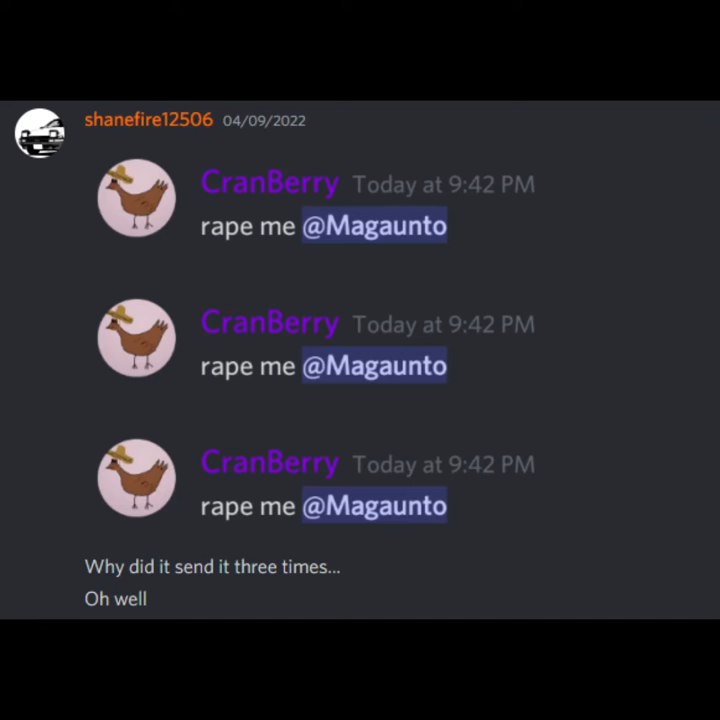 shanefire12506 04/09/2022
CranBerry Today at 9:42 PM
rape me @Magaunto
CranBerry Today at 9:42 PM
rape me @Magaunto
CranBerry Today at 9:42 PM
rape me @Magaunto
Why did it send it three times...
Oh well